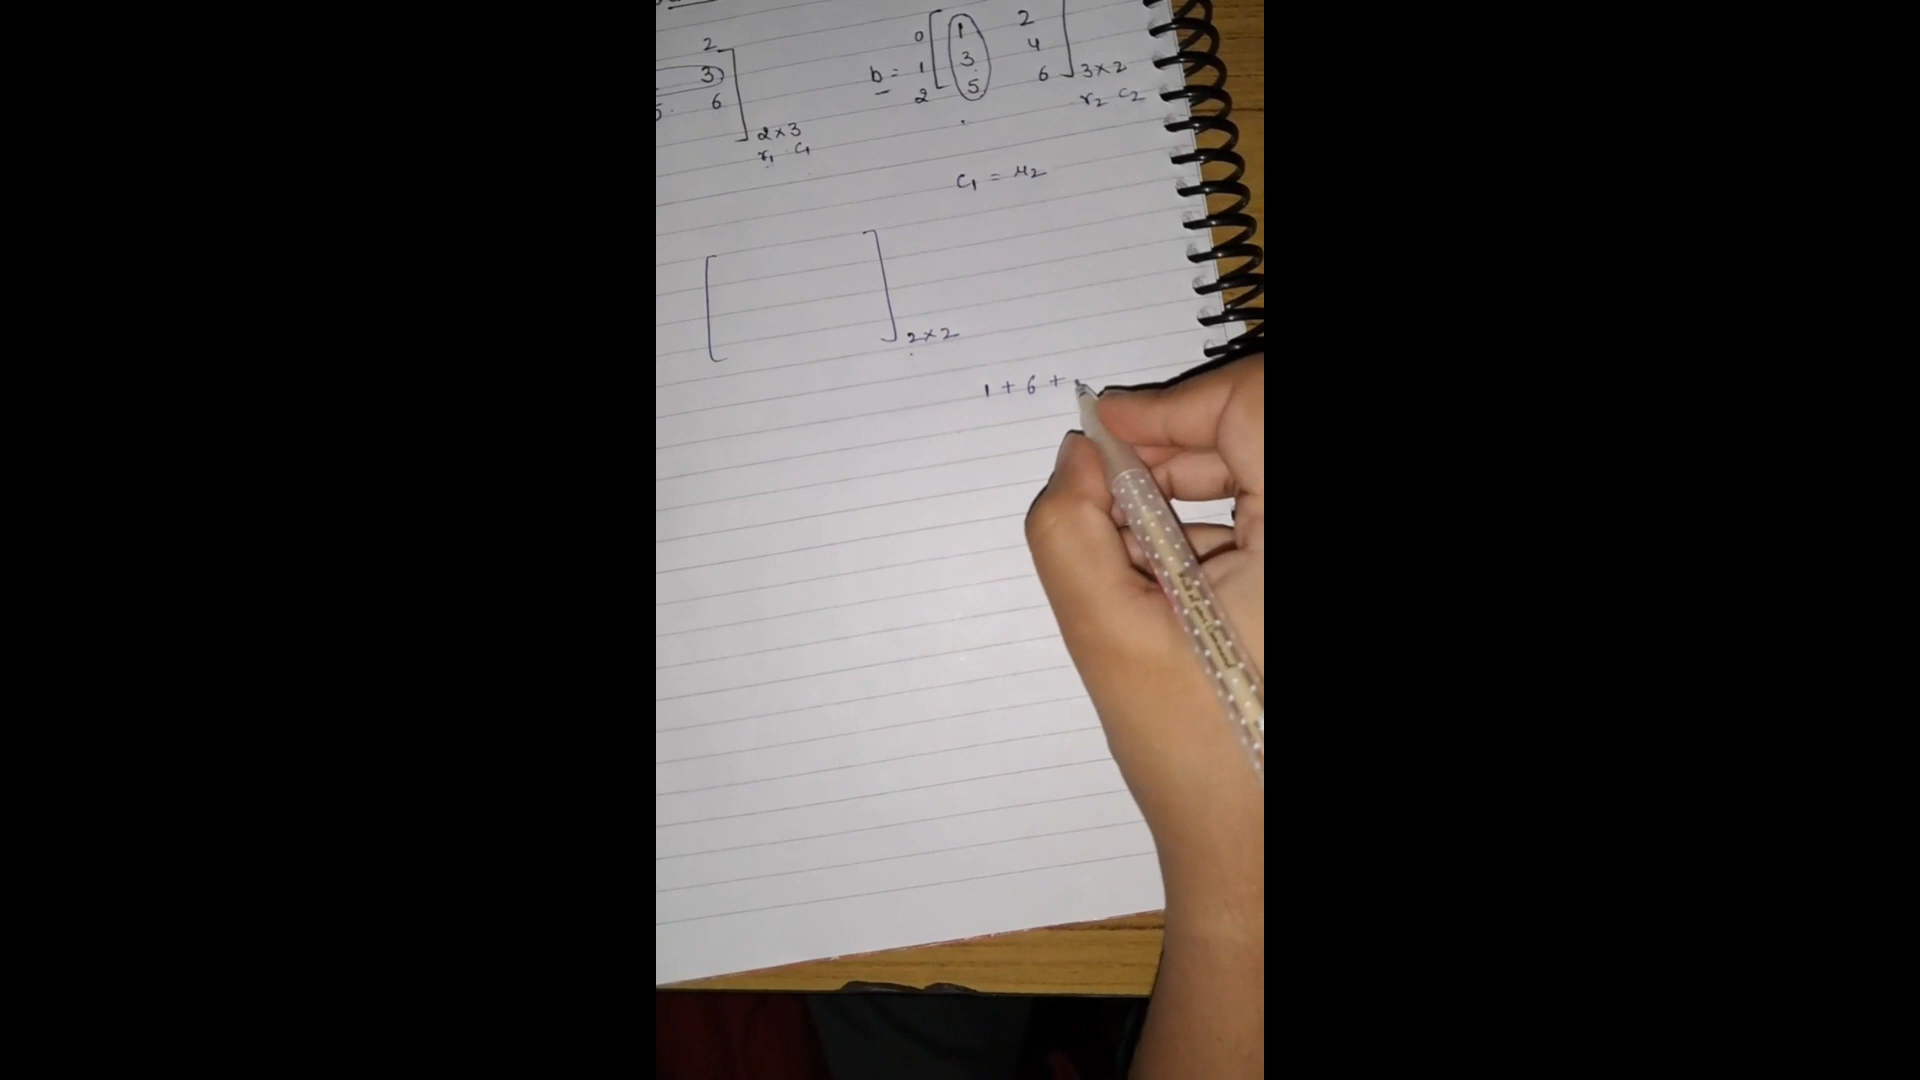 2
3
5 6
2×3
r₁ c₁
0 1 2
b = 1 3 4
2 5 6
3×2
r₂ c₂
c₁ = r₂
2×2
1 + 6 +